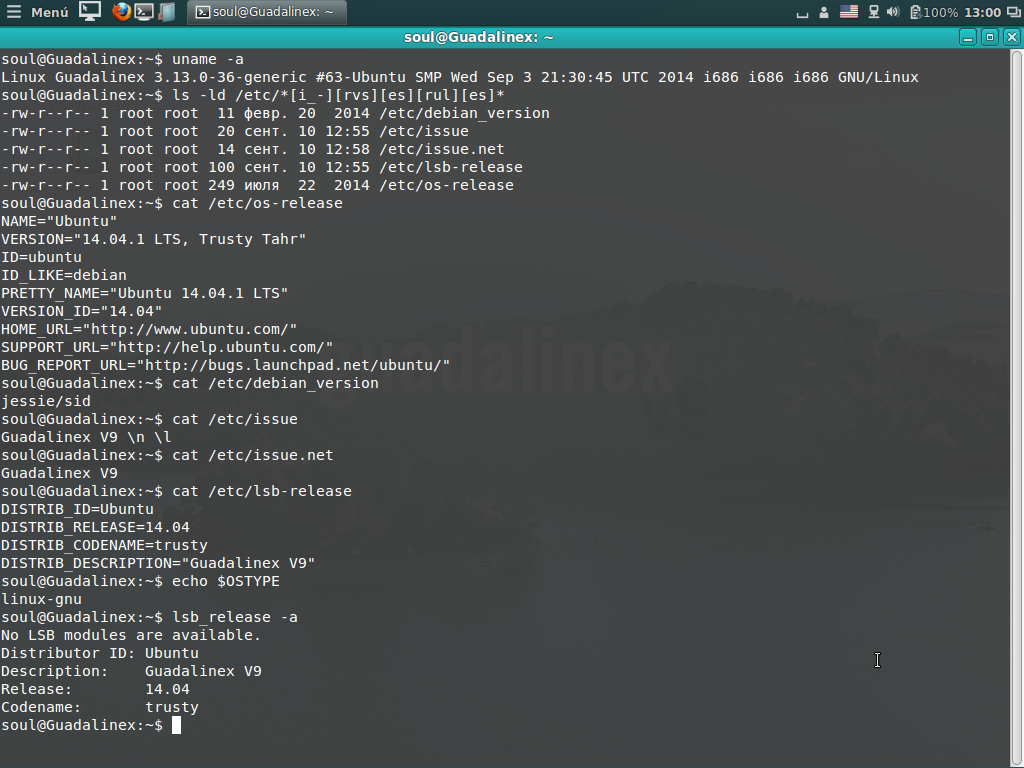 Menú soul@Guadalinex: ~ 100% 13:00
soul@Guadalinex: ~
soul@Guadalinex:~$ uname -a
Linux Guadalinex 3.13.0-36-generic #63-Ubuntu SMP Wed Sep 3 21:30:45 UTC 2014 i686 i686 i686 GNU/Linux
soul@Guadalinex:~$ ls -ld /etc/*[i_-][rvs][es][rul][es]*
-rw-r--r-- 1 root root  11 февр. 20  2014 /etc/debian_version
-rw-r--r-- 1 root root  20 сент. 10 12:55 /etc/issue
-rw-r--r-- 1 root root  14 сент. 10 12:58 /etc/issue.net
-rw-r--r-- 1 root root 100 сент. 10 12:55 /etc/lsb-release
-rw-r--r-- 1 root root 249 июля  22  2014 /etc/os-release
soul@Guadalinex:~$ cat /etc/os-release
NAME="Ubuntu"
VERSION="14.04.1 LTS, Trusty Tahr"
ID=ubuntu
ID_LIKE=debian
PRETTY_NAME="Ubuntu 14.04.1 LTS"
VERSION_ID="14.04"
HOME_URL="http://www.ubuntu.com/"
SUPPORT_URL="http://help.ubuntu.com/"
BUG_REPORT_URL="http://bugs.launchpad.net/ubuntu/"
soul@Guadalinex:~$ cat /etc/debian_version
jessie/sid
soul@Guadalinex:~$ cat /etc/issue
Guadalinex V9 \n \l
soul@Guadalinex:~$ cat /etc/issue.net
Guadalinex V9
soul@Guadalinex:~$ cat /etc/lsb-release
DISTRIB_ID=Ubuntu
DISTRIB_RELEASE=14.04
DISTRIB_CODENAME=trusty
DISTRIB_DESCRIPTION="Guadalinex V9"
soul@Guadalinex:~$ echo $OSTYPE
linux-gnu
soul@Guadalinex:~$ lsb_release -a
No LSB modules are available.
Distributor ID: Ubuntu
Description:    Guadalinex V9
Release:        14.04
Codename:       trusty
soul@Guadalinex:~$
guadalinex
v9